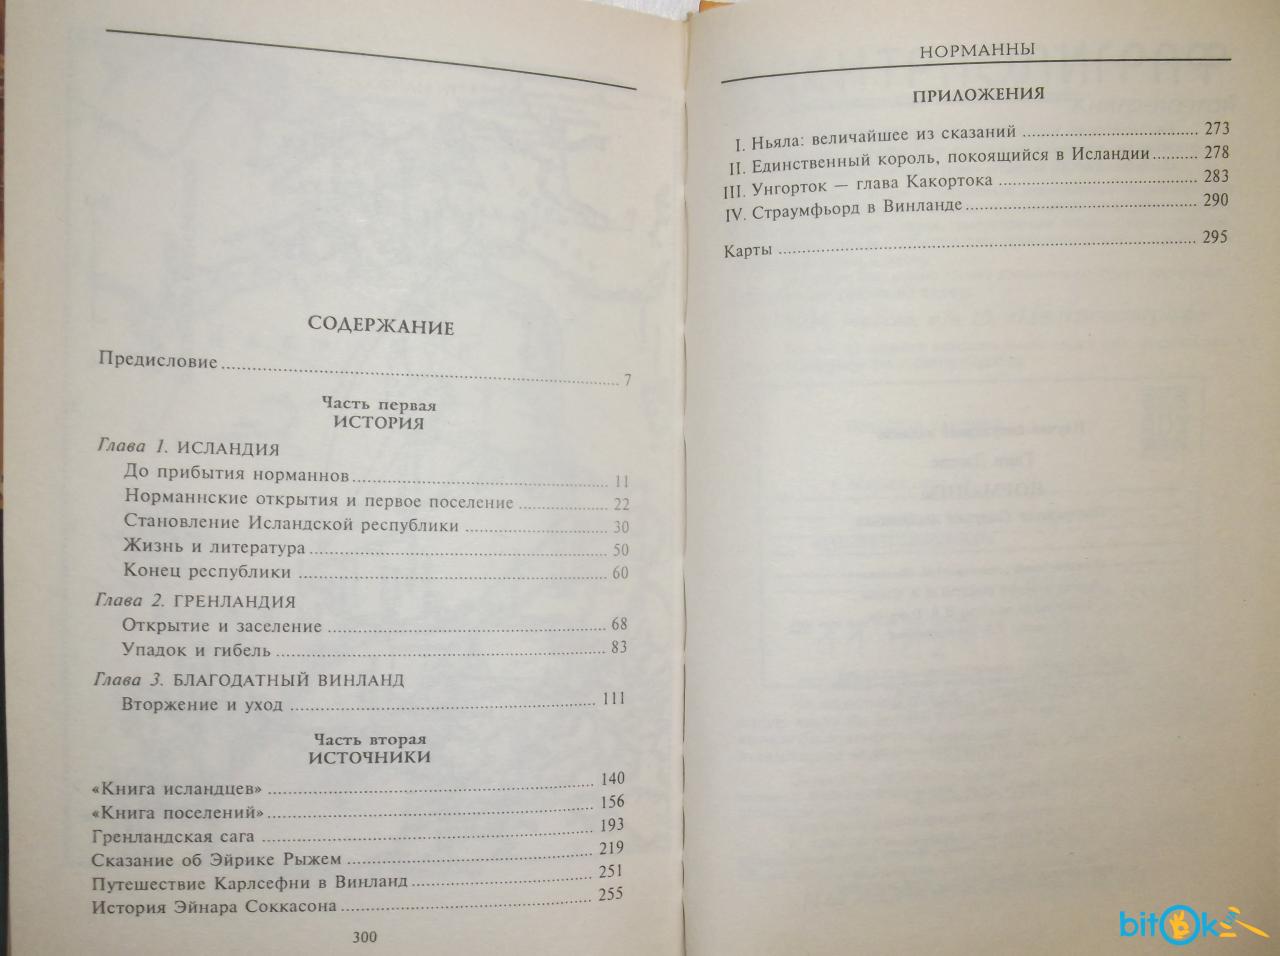 СОДЕРЖАНИЕ
Предисловие 7
Часть первая
ИСТОРИЯ
Глава 1. ИСЛАНДИЯ
До прибытия норманнов 11
Норманнские открытия и первое поселение 22
Становление Исландской республики 30
Жизнь и литература 50
Конец республики 60
Глава 2. ГРЕНЛАНДИЯ
Открытие и заселение 68
Упадок и гибель 83
Глава 3. БЛАГОДАТНЫЙ ВИНЛАНД
Вторжение и уход 111
Часть вторая
ИСТОЧНИКИ
«Книга исландцев» 140
«Книга поселений» 156
Гренландская сага 193
Сказание об Эйрике Рыжем 219
Путешествие Карлсефни в Винланд 251
История Эйнара Соккасона 255
300
НОРМАННЫ
ПРИЛОЖЕНИЯ
I. Ньяла: величайшее из сказаний 273
II. Единственный король, покоящийся в Исландии 278
III. Унгорток — глава Какортока 283
IV. Страумфьорд в Винланде 290
Карты 295
bitOk